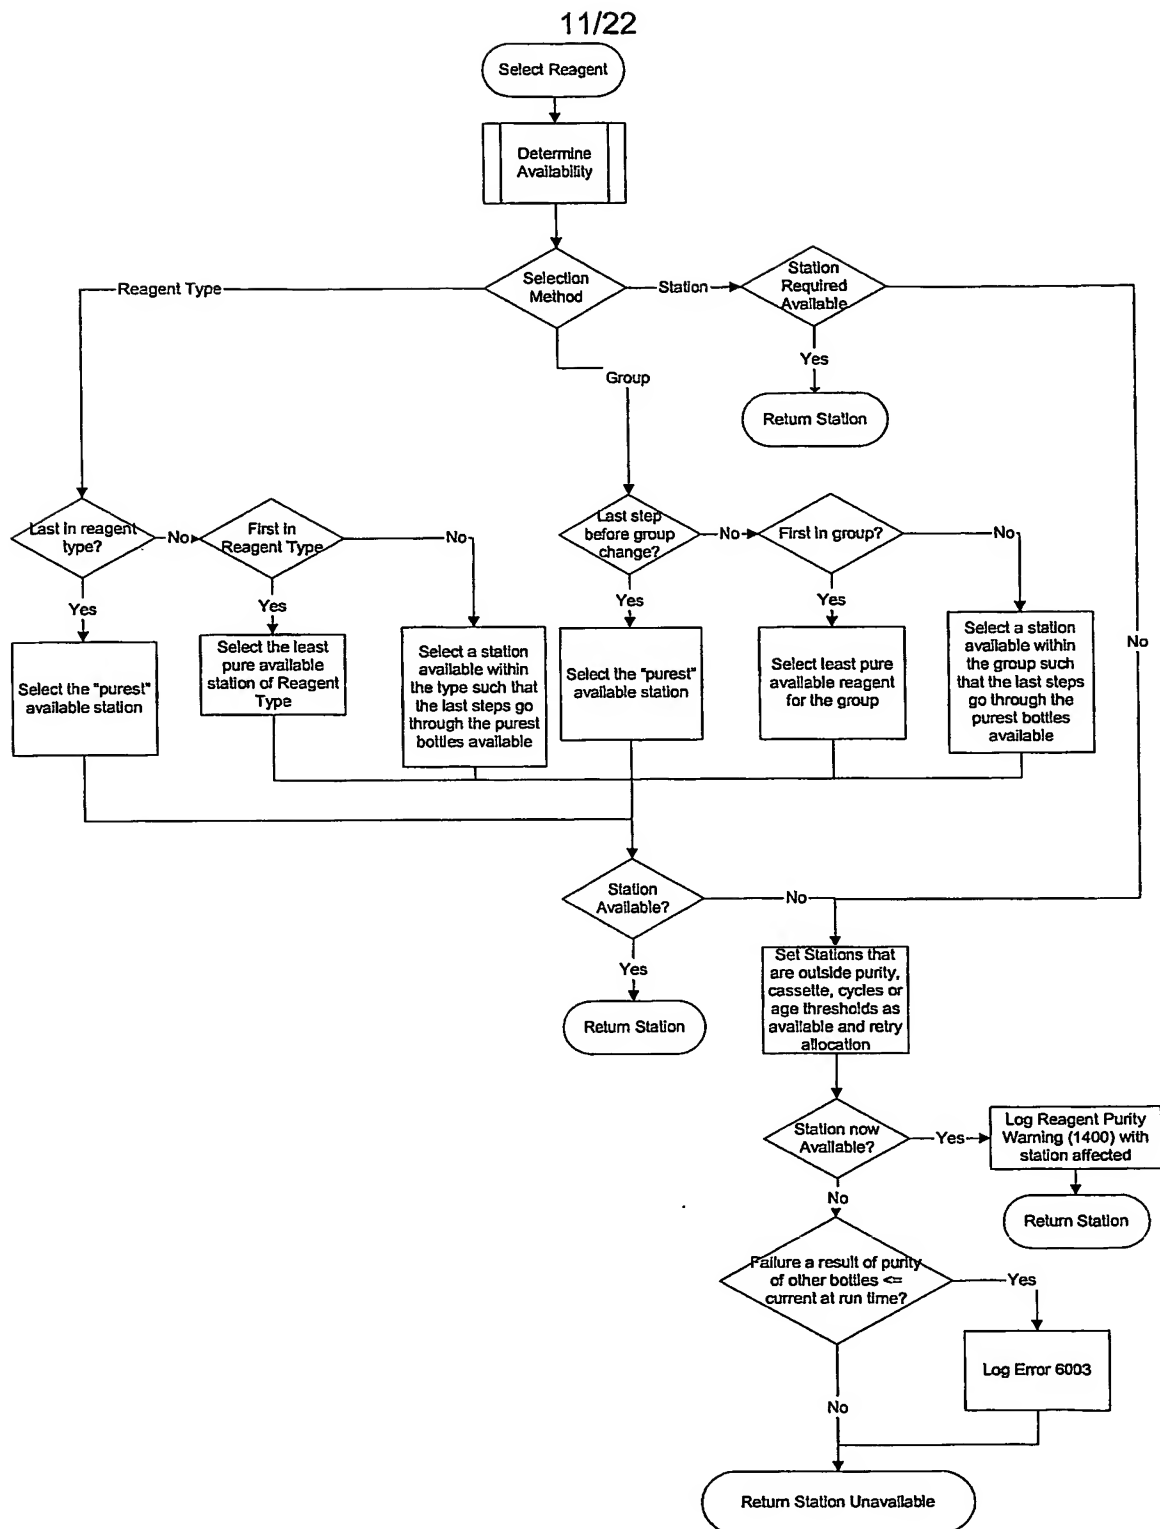 11/22
Select Reagent
Determine
Availability
Selection
Method
Reagent Type
Station
Station
Required
Available
Yes
Return Station
Group
Last in reagent
type?
No
First in
Reagent Type
No
Last step
before group
change?
No
First in group?
No
No
Yes
Yes
Yes
Yes
Select the "purest"
available station
Select the least
pure available
station of Reagent
Type
Select a station
available within
the type such that
the last steps go
through the purest
bottles available
Select the "purest"
available station
Select least pure
available reagent
for the group
Select a station
available within
the group such
that the last steps
go through the
purest bottles
available
Station
Available?
No
Yes
Return Station
Set Stations that
are outside purity,
cassette, cycles or
age thresholds as
available and retry
allocation
Station now
Available?
Yes
Log Reagent Purity
Warning (1400) with
station affected
Return Station
No
Failure a result of purity
of other bottles <=
current at run time?
Yes
Log Error 6003
No
Return Station Unavailable